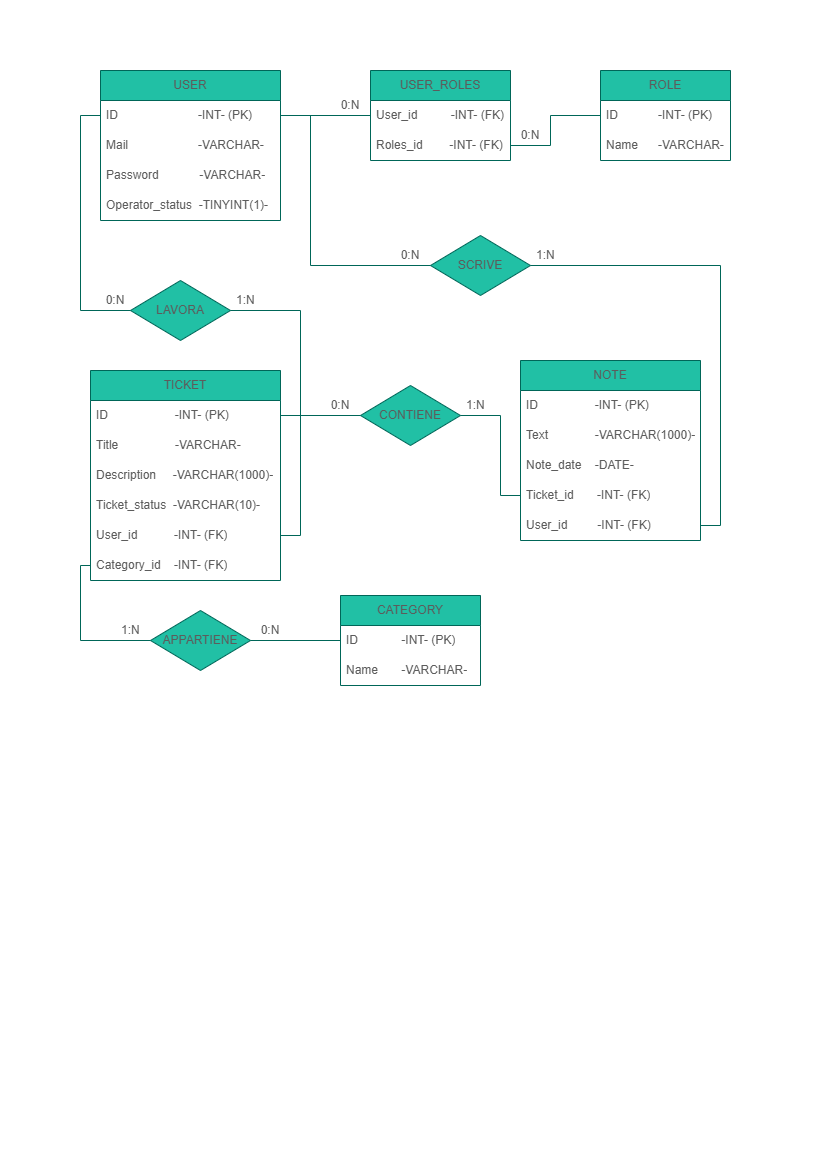 USER
ID -INT- (PK)
Mail -VARCHAR-
Password -VARCHAR-
Operator_status -TINYINT(1)-
0:N
USER_ROLES
User_id -INT- (FK)
Roles_id -INT- (FK)
0:N
ROLE
ID -INT- (PK)
Name -VARCHAR-
0:N
SCRIVE
1:N
0:N
LAVORA
1:N
TICKET
ID -INT- (PK)
Title -VARCHAR-
Description -VARCHAR(1000)-
Ticket_status -VARCHAR(10)-
User_id -INT- (FK)
Category_id -INT- (FK)
0:N
CONTIENE
1:N
NOTE
ID -INT- (PK)
Text -VARCHAR(1000)-
Note_date -DATE-
Ticket_id -INT- (FK)
User_id -INT- (FK)
1:N
APPARTIENE
0:N
CATEGORY
ID -INT- (PK)
Name -VARCHAR-